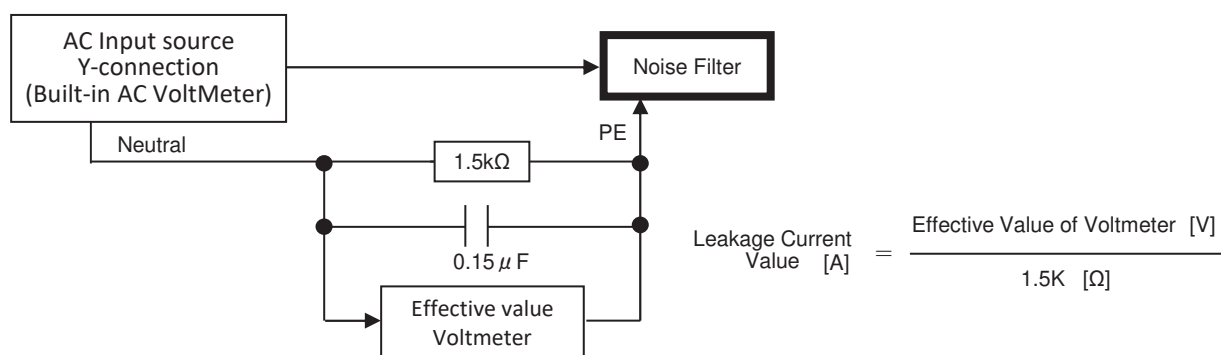 AC Input source
Y-connection
(Built-in AC VoltMeter)
Noise Filter
Neutral
PE
1.5kΩ
0.15 μ F
Effective value
Voltmeter
Leakage Current
Value [A]
=
Effective Value of Voltmeter [V]
1.5K [Ω]